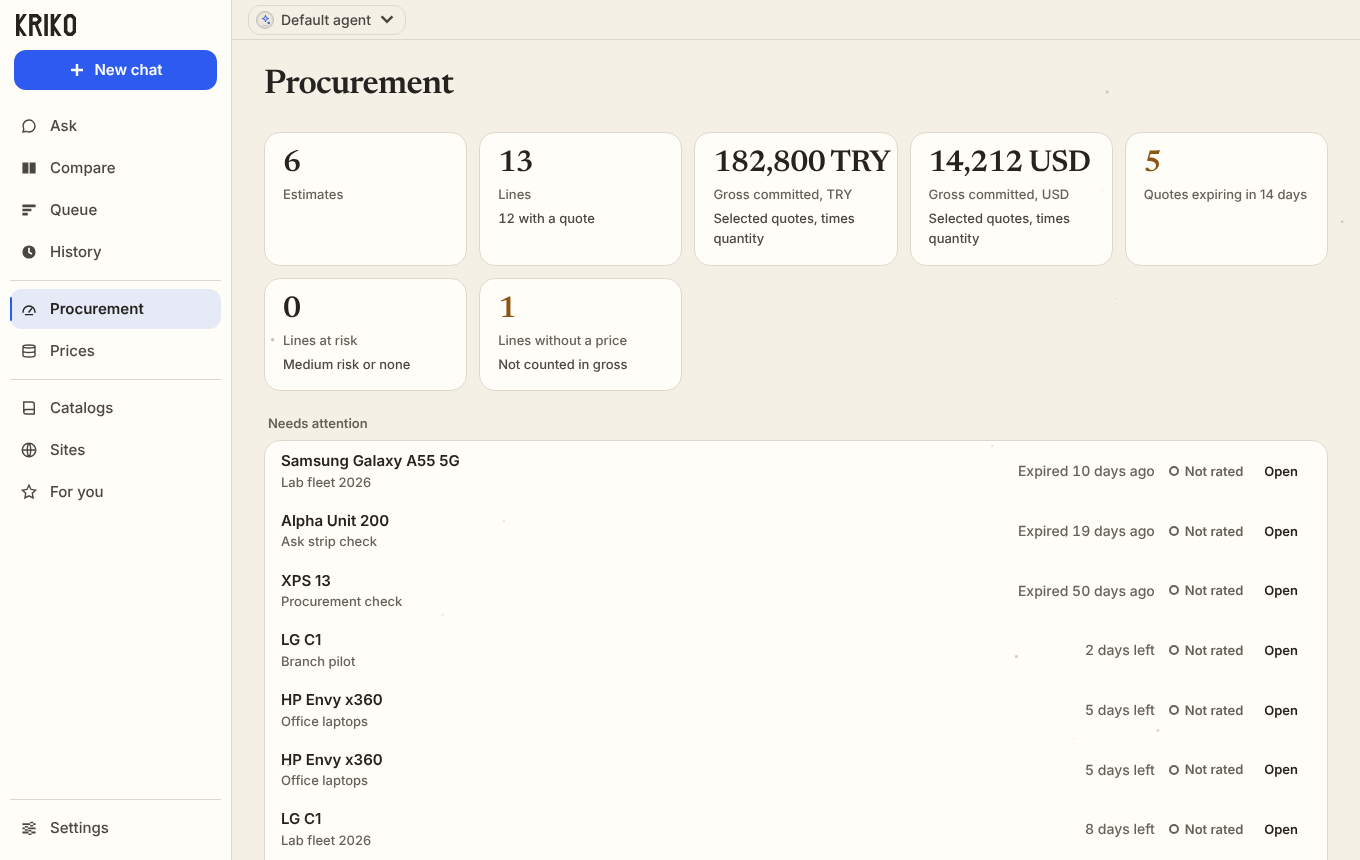 KRIKO
New chat
Ask
Compare
Queue
History
Procurement
Prices
Catalogs
Sites
For you
Settings
Default agent
Procurement
6
Estimates
13
Lines
12 with a quote
182,800 TRY
Gross committed, TRY
Selected quotes, times
quantity
14,212 USD
Gross committed, USD
Selected quotes, times
quantity
5
Quotes expiring in 14 days
0
Lines at risk
Medium risk or none
1
Lines without a price
Not counted in gross
Needs attention
Samsung Galaxy A55 5G
Lab fleet 2026
Expired 10 days ago Not rated Open
Alpha Unit 200
Ask strip check
Expired 19 days ago Not rated Open
XPS 13
Procurement check
Expired 50 days ago Not rated Open
LG C1
Branch pilot
2 days left Not rated Open
HP Envy x360
Office laptops
5 days left Not rated Open
HP Envy x360
Office laptops
5 days left Not rated Open
LG C1
Lab fleet 2026
8 days left Not rated Open